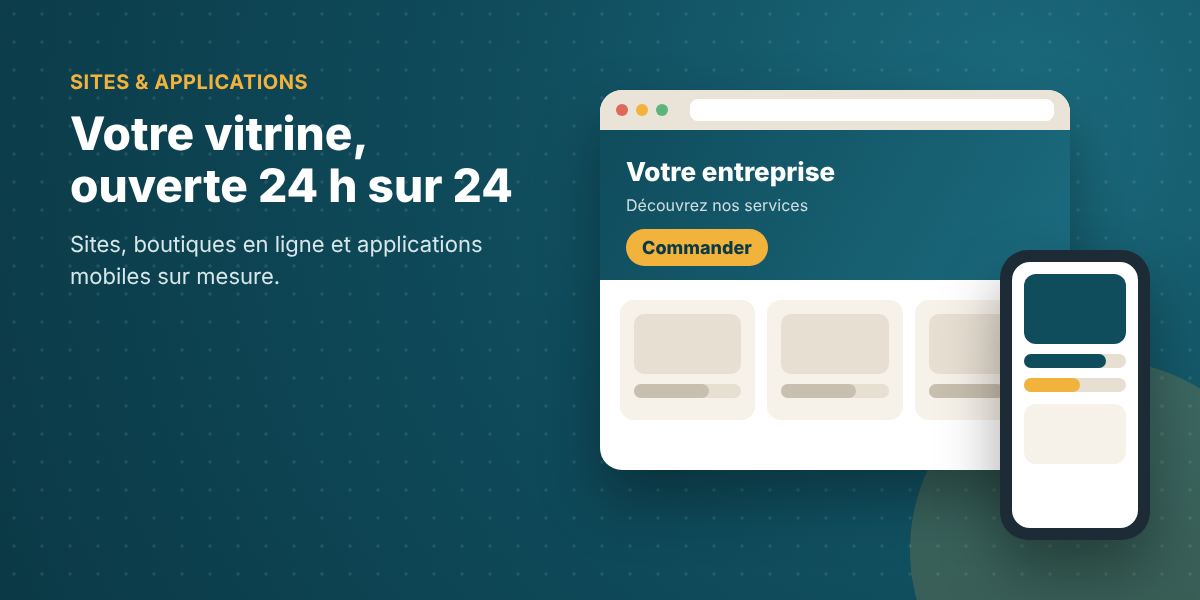 SITES & APPLICATIONS
Votre vitrine,
ouverte 24 h sur 24
Sites, boutiques en ligne et applications
mobiles sur mesure.
Votre entreprise
Découvrez nos services
Commander